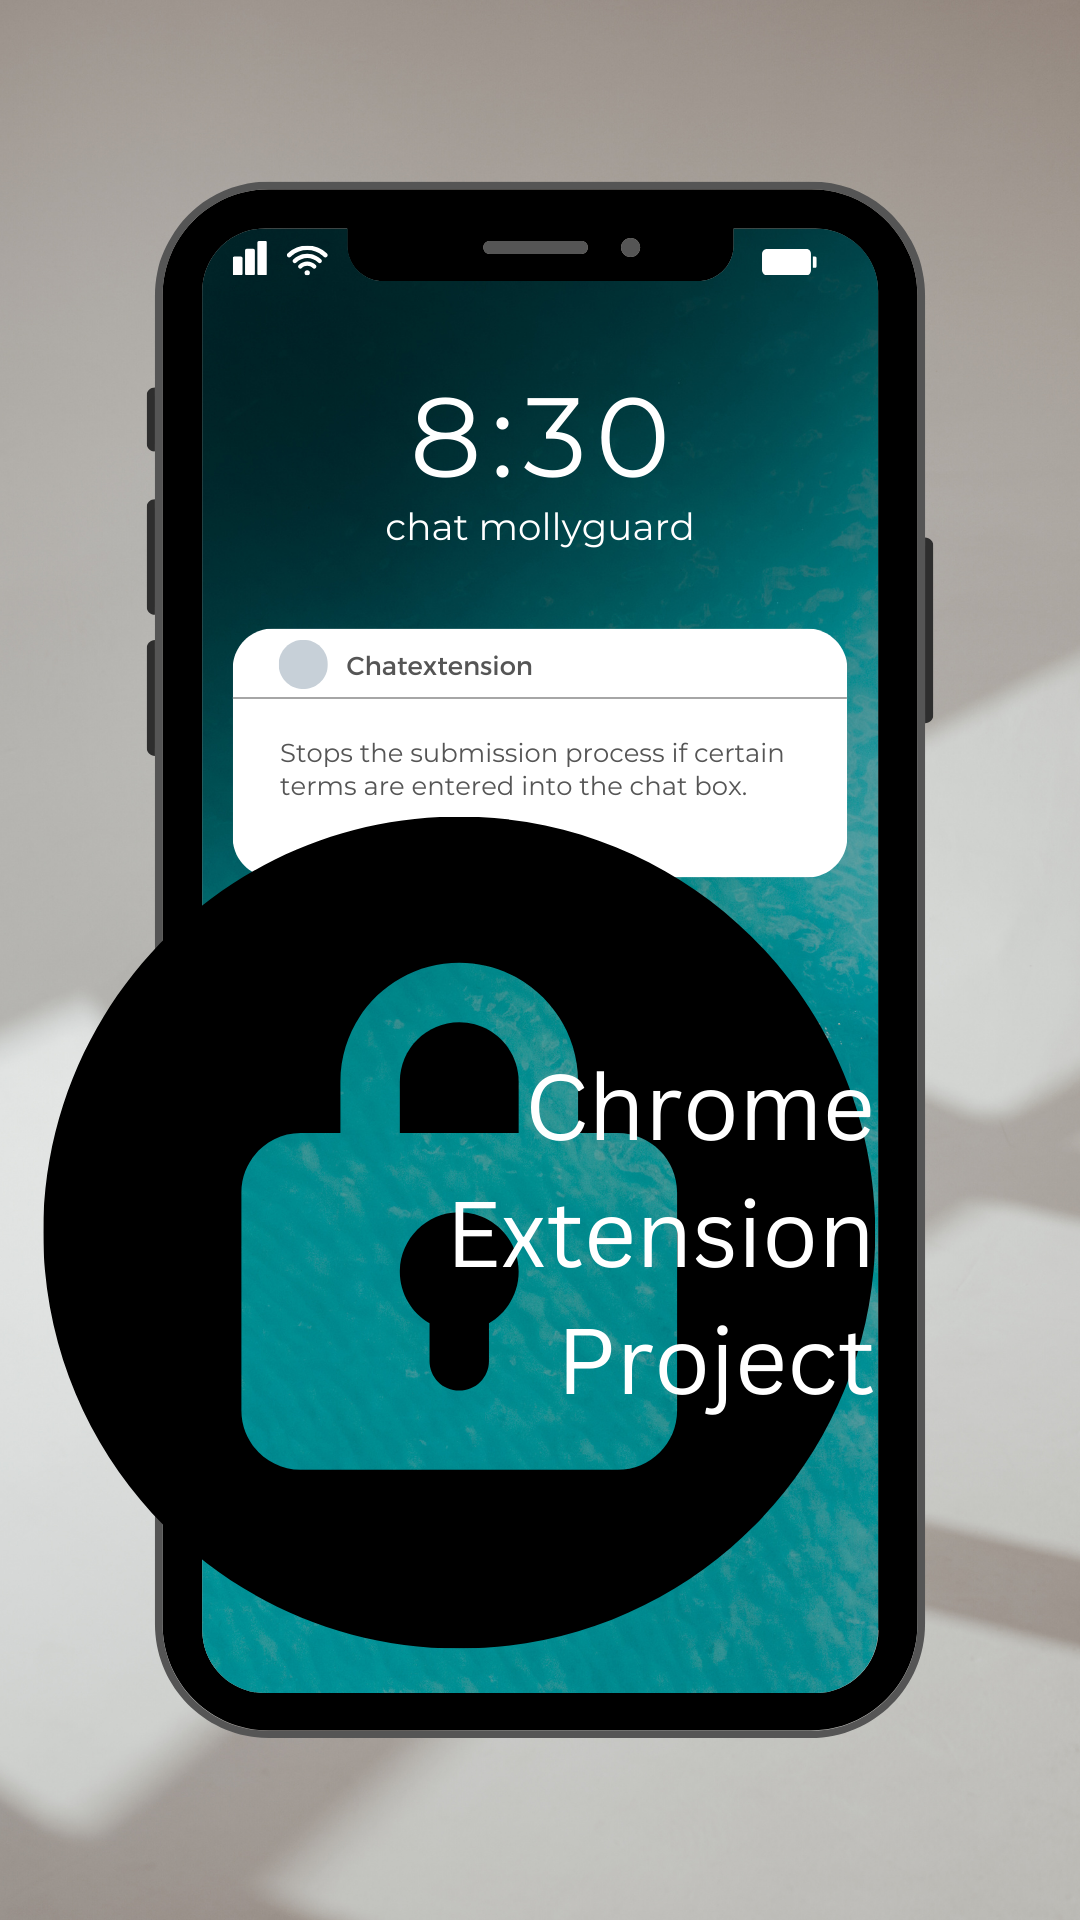 8:30
chat mollyguard
Chatextension
Stops the submission process if certain
terms are entered into the chat box.
Chrome
Extension
Project